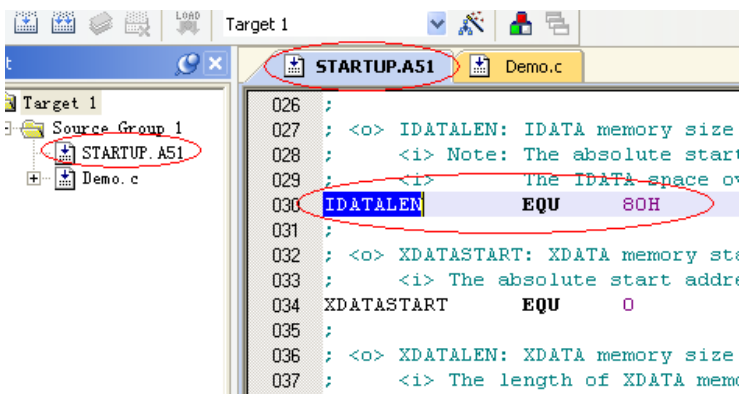 LOAD
Target 1
STARTUP.A51
Demo.c
Target 1
Source Group 1
STARTUP.A51
Demo.c
026 ;
027 ; <o> IDATALEN: IDATA memory size
028 ; <i> Note: The absolute start
029 ; <i> The IDATA space ov
030 IDATALEN EQU 80H
031 ;
032 ; <o> XDATASTART: XDATA memory sta
033 ; <i> The absolute start addre
034 XDATASTART EQU 0
035 ;
036 ; <o> XDATALEN: XDATA memory size
037 ; <i> The length of XDATA memo